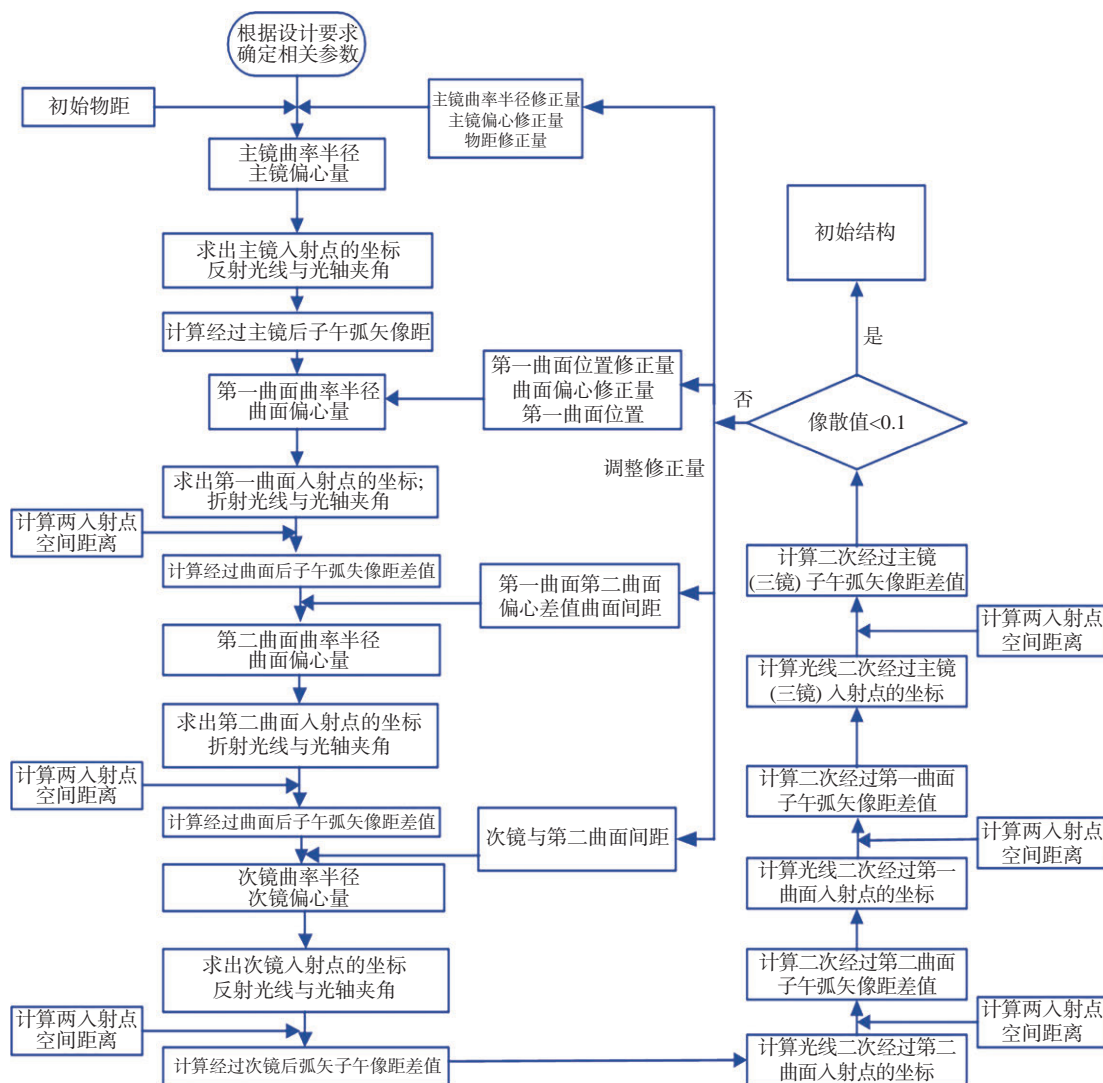 根据设计要求
确定相关参数
初始物距
主镜曲率半径修正量
主镜偏心修正量
物距修正量
主镜曲率半径
主镜偏心量
求出主镜入射点的坐标
反射光线与光轴夹角
计算经过主镜后子午弧矢像距
第一曲面曲率半径
曲面偏心量
第一曲面位置修正量
曲面偏心修正量
第一曲面位置
求出第一曲面入射点的坐标;
折射光线与光轴夹角
计算两入射点
空间距离
计算经过曲面后子午弧失像距差值
第一曲面第二曲面
偏心差值曲面间距
第二曲面曲率半径
曲面偏心量
求出第二曲面入射点的坐标
折射光线与光轴夹角
计算两入射点
空间距离
计算经过曲面后子午弧矢像距差值
次镜与第二曲面间距
次镜曲率半径
次镜偏心量
求出次镜入射点的坐标
反射光线与光轴夹角
计算两入射点
空间距离
计算经过次镜后弧矢子午像距差值
计算光线二次经过第二
曲面入射点的坐标
计算两入射点
空间距离
计算二次经过第二曲面
子午弧矢像距差值
计算光线二次经过第一
曲面入射点的坐标
计算两入射点
空间距离
计算二次经过第一曲面
子午弧矢像距差值
计算光线二次经过主镜
(三镜) 入射点的坐标
计算两入射点
空间距离
计算二次经过主镜
(三镜) 子午弧矢像距差值
像散值<0.1
否
调整修正量
是
初始结构